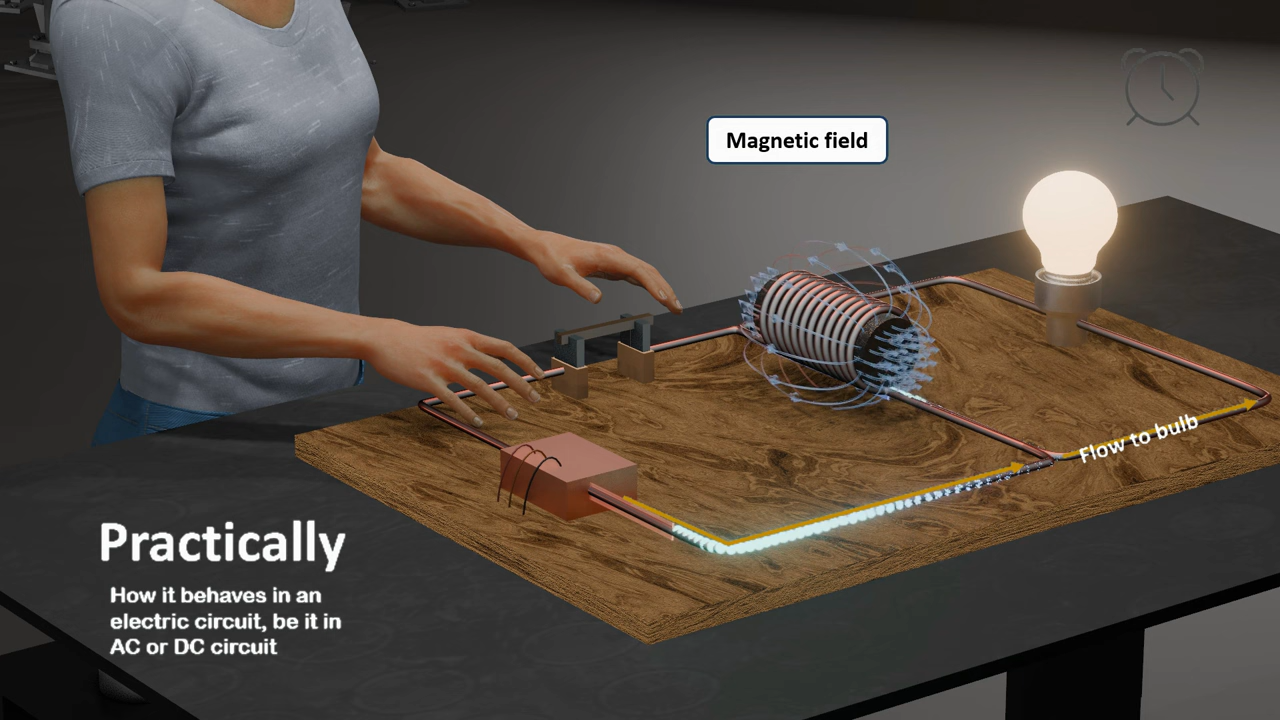 Magnetic field
Flow to bulb
Practically
How it behaves in an
electric circuit, be it in
AC or DC circuit